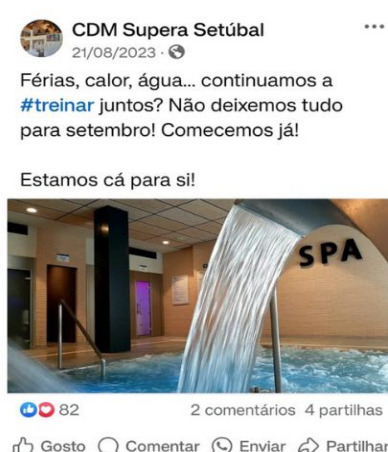 CDM Supera Setúbal
21/08/2023 ·
Férias, calor, água... continuamos a
#treinar juntos? Não deixemos tudo
para setembro! Comecemos já!
Estamos cá para si!
SPA
82
2 comentários 4 partilhas
Gosto Comentar Enviar Partilhar